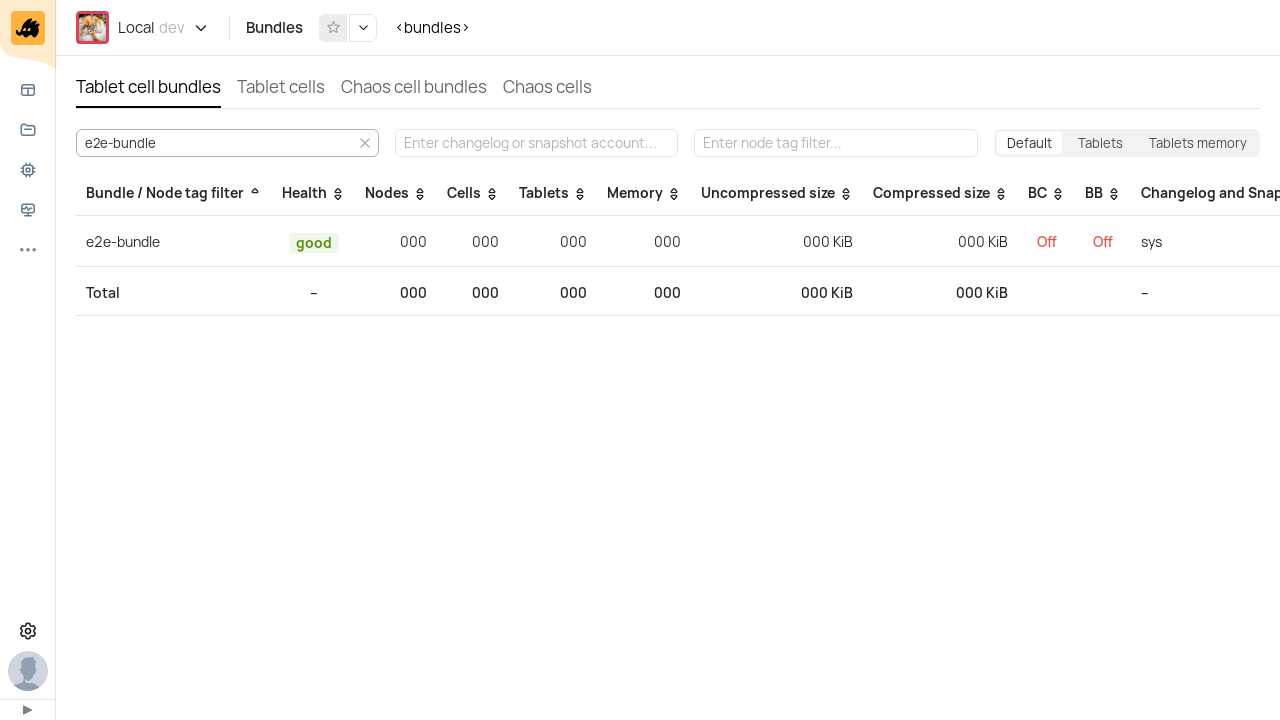 Local dev Bundles <bundles>
Tablet cell bundles Tablet cells Chaos cell bundles Chaos cells
e2e-bundle Enter changelog or snapshot account... Enter node tag filter... Default Tablets Tablets memory
Bundle / Node tag filter Health Nodes Cells Tablets Memory Uncompressed size Compressed size BC BB Changelog and Snap
e2e-bundle good 000 000 000 000 000 KiB 000 KiB Off Off sys
Total – 000 000 000 000 000 KiB 000 KiB –